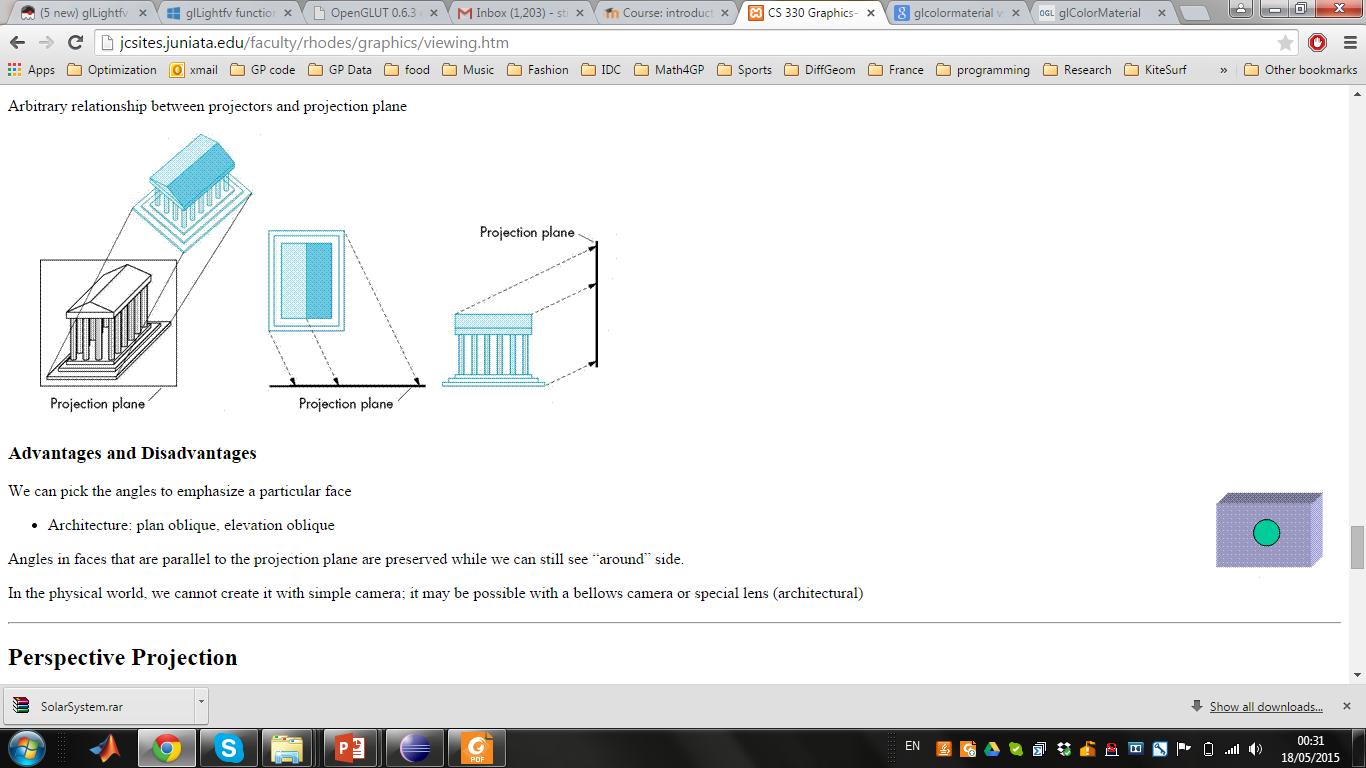 (5 new) glLightfv
glLightfv function
OpenGLUT 0.6.3
Inbox (1,203) - st
Course: introduct
CS 330 Graphics-
glcolormaterial v
OGL glColorMaterial
jcsites.juniata.edu/faculty/rhodes/graphics/viewing.htm
Apps Optimization xmail GP code GP Data food Music Fashion IDC Math4GP Sports DiffGeom France programming Research KiteSurf » Other bookmarks
Arbitrary relationship between projectors and projection plane
Projection plane
Projection plane
Projection plane
Advantages and Disadvantages
We can pick the angles to emphasize a particular face
• Architecture: plan oblique, elevation oblique
Angles in faces that are parallel to the projection plane are preserved while we can still see “around” side.
In the physical world, we cannot create it with simple camera; it may be possible with a bellows camera or special lens (architectural)
Perspective Projection
SolarSystem.rar
Show all downloads...
EN
00:31
18/05/2015
PDF